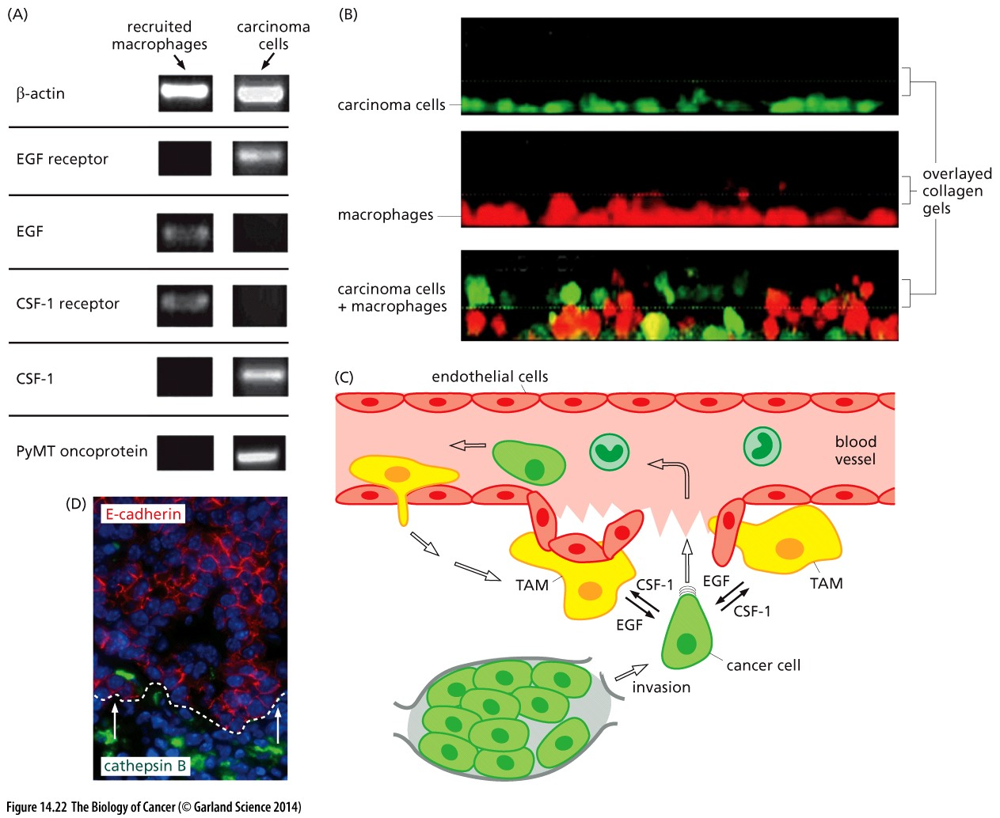 (A)
recruited
macrophages
carcinoma
cells
β-actin
EGF receptor
EGF
CSF-1 receptor
CSF-1
PyMT oncoprotein
(B)
carcinoma cells
macrophages
carcinoma cells
+ macrophages
overlayed
collagen
gels
(C)
endothelial cells
blood
vessel
TAM
CSF-1
EGF
EGF
CSF-1
TAM
cancer cell
invasion
(D)
E-cadherin
cathepsin B
Figure 14.22 The Biology of Cancer (© Garland Science 2014)